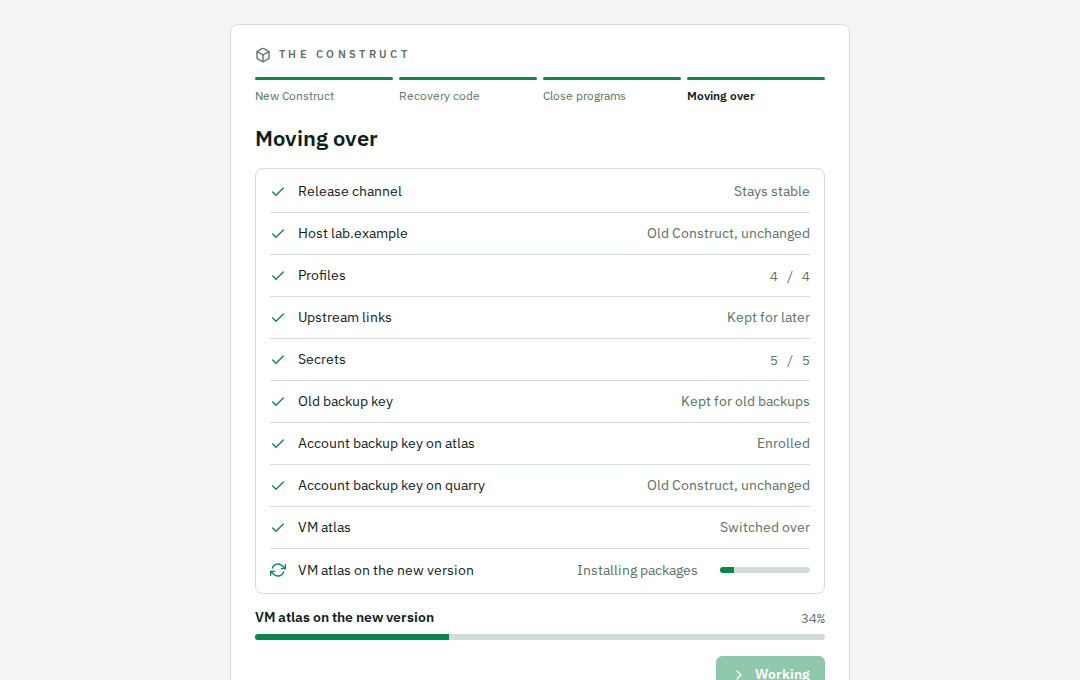 THE CONSTRUCT
New Construct Recovery code Close programs Moving over
Moving over
Release channel Stays stable
Host lab.example Old Construct, unchanged
Profiles 4 / 4
Upstream links Kept for later
Secrets 5 / 5
Old backup key Kept for old backups
Account backup key on atlas Enrolled
Account backup key on quarry Old Construct, unchanged
VM atlas Switched over
VM atlas on the new version Installing packages
VM atlas on the new version 34%
Working